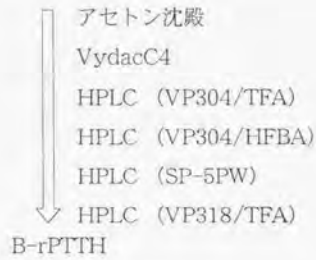 アセトン沈殿
VydacC4
HPLC （VP304/TFA）
HPLC （VP304/HFBA）
HPLC （SP-5PW）
HPLC （VP318/TFA）
B-rPTTH